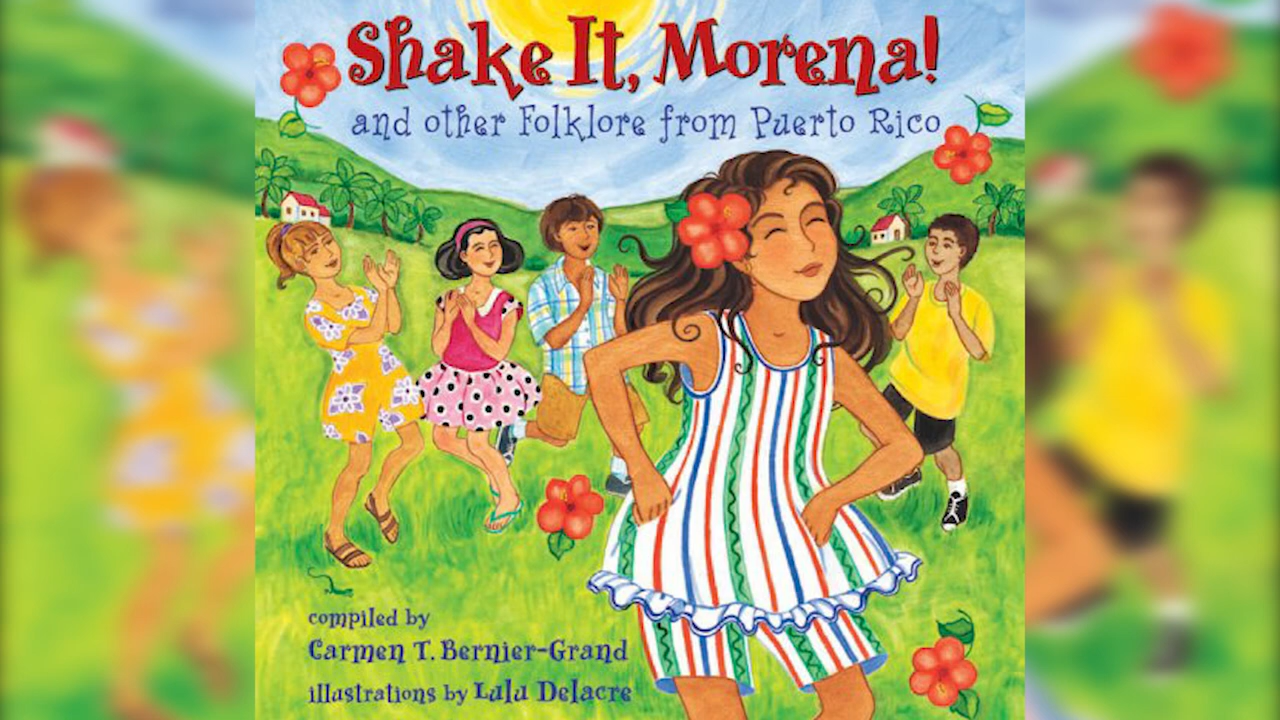 Shake It, Morena!
and other Folklore from Puerto Rico
compiled by
Carmen T. Bernier-Grand
illustrations by Lulu Delacre